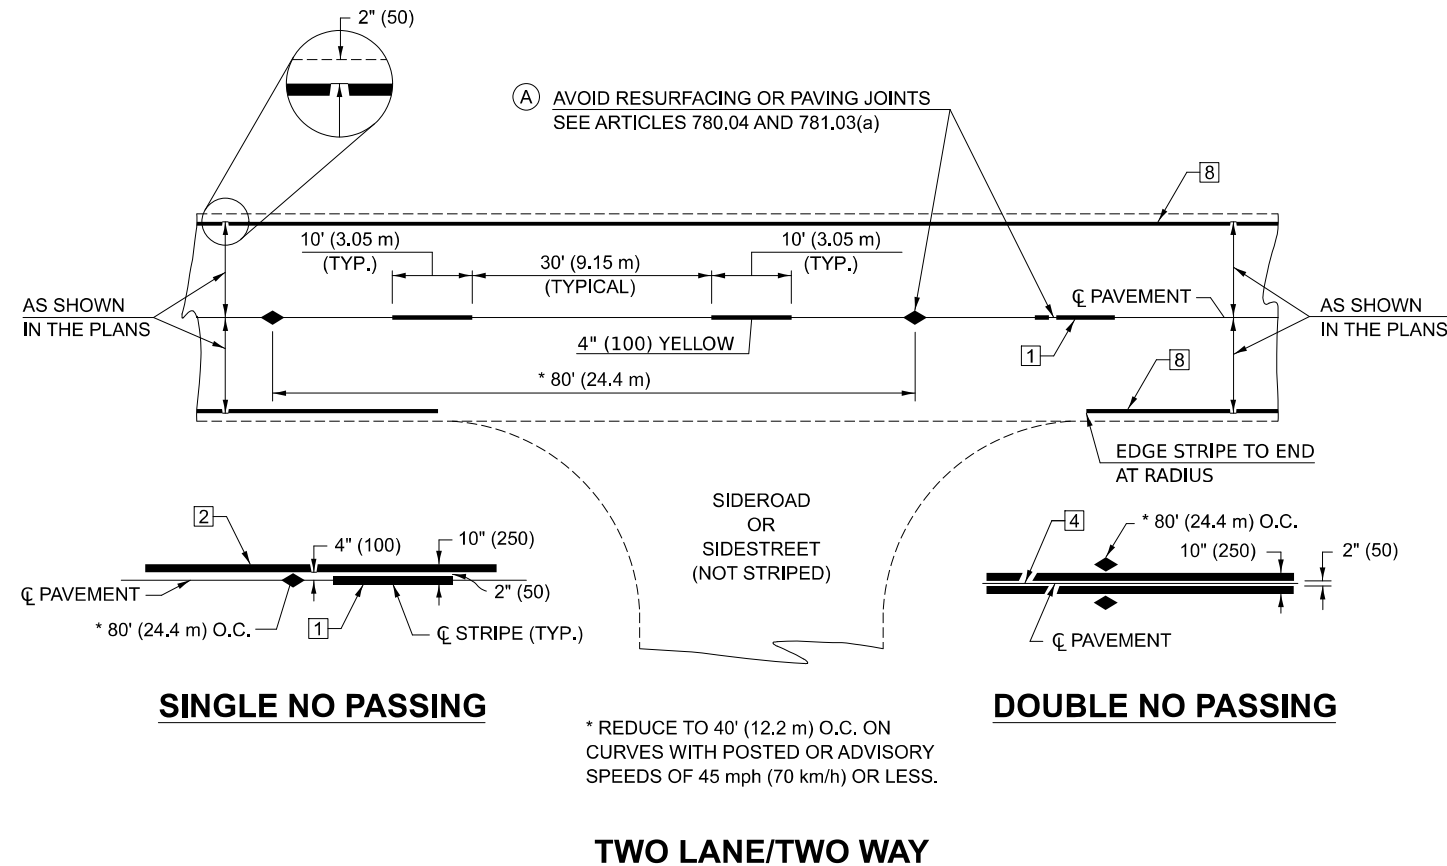 2" (50)
A
AVOID RESURFACING OR PAVING JOINTS
SEE ARTICLES 780.04 AND 781.03(a)
8
10' (3.05 m)
(TYP.)
30' (9.15 m)
(TYPICAL)
10' (3.05 m)
(TYP.)
AS SHOWN
IN THE PLANS
℄ PAVEMENT
AS SHOWN
IN THE PLANS
4" (100) YELLOW
1
* 80' (24.4 m)
8
EDGE STRIPE TO END
AT RADIUS
SIDEROAD
OR
SIDESTREET
(NOT STRIPED)
2
4" (100)
10" (250)
℄ PAVEMENT
2" (50)
* 80' (24.4 m) O.C.
1
℄ STRIPE (TYP.)
SINGLE NO PASSING
4
* 80' (24.4 m) O.C.
10" (250)
2" (50)
℄ PAVEMENT
DOUBLE NO PASSING
* REDUCE TO 40' (12.2 m) O.C. ON
CURVES WITH POSTED OR ADVISORY
SPEEDS OF 45 mph (70 km/h) OR LESS.
TWO LANE/TWO WAY